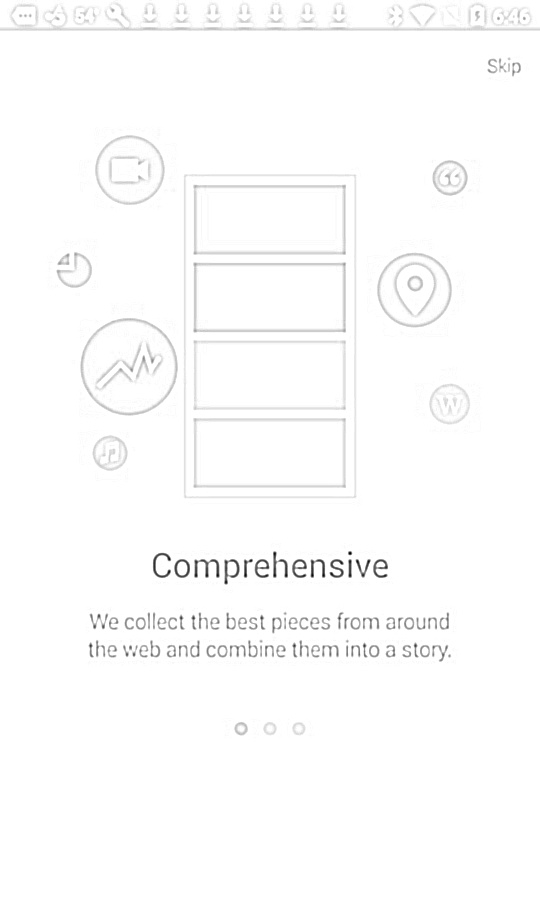 54°
6:46
Skip
W
Comprehensive
We collect the best pieces from around
the web and combine them into a story.